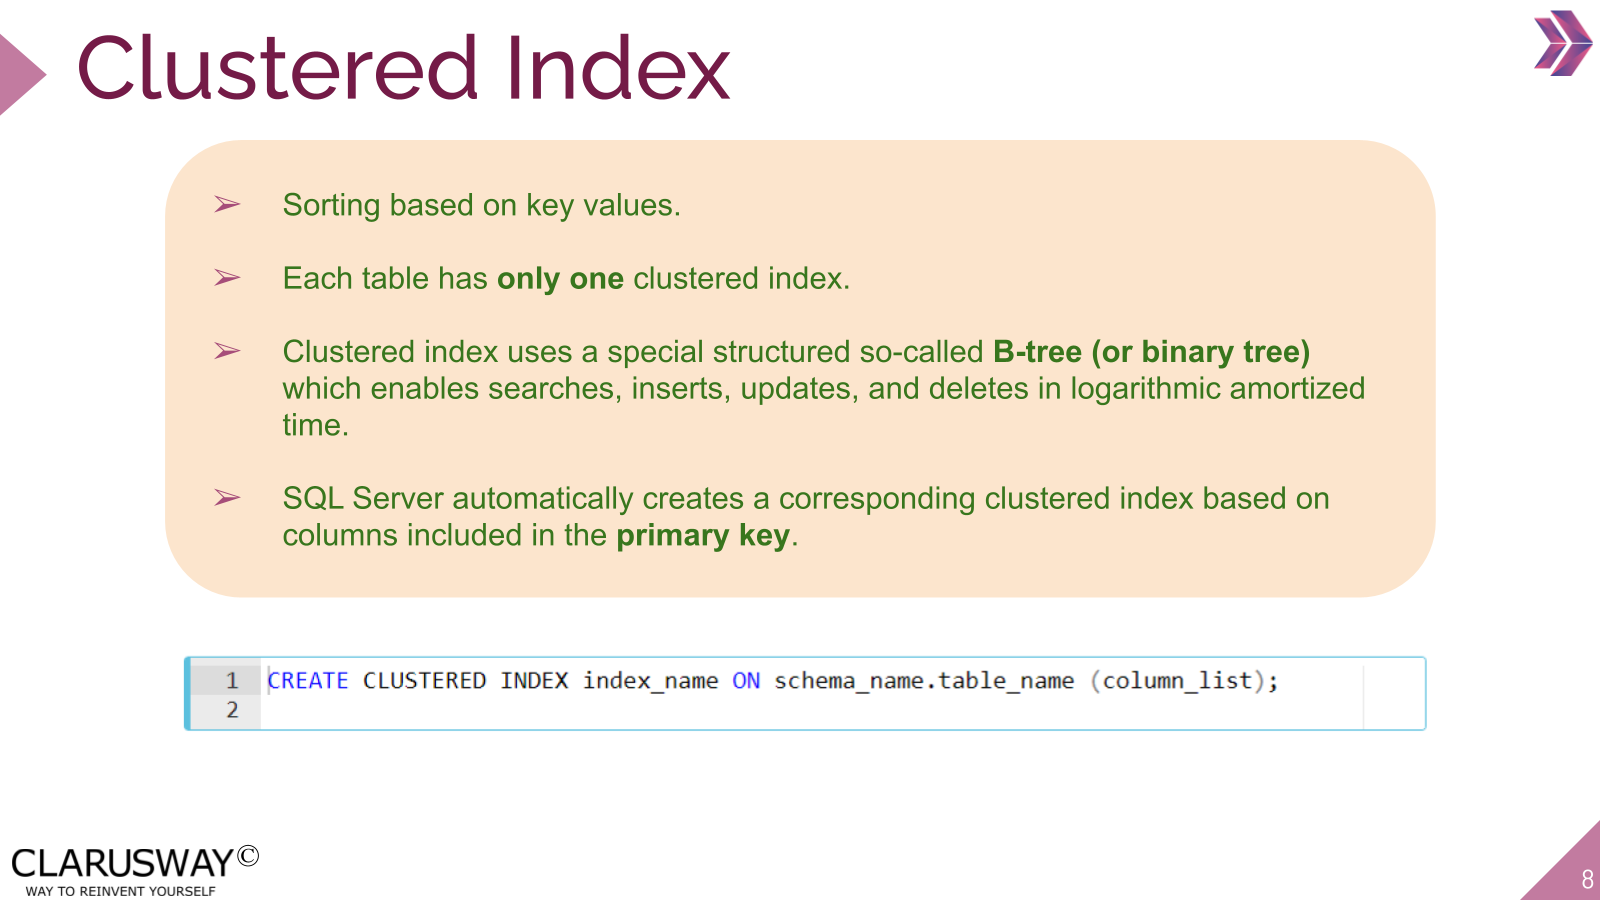 Clustered Index
➢ Sorting based on key values.
➢ Each table has only one clustered index.
➢ Clustered index uses a special structured so-called B-tree (or binary tree)
which enables searches, inserts, updates, and deletes in logarithmic amortized
time.
➢ SQL Server automatically creates a corresponding clustered index based on
columns included in the primary key.
1 CREATE CLUSTERED INDEX index_name ON schema_name.table_name (column_list);
2
CLARUSWAY©
WAY TO REINVENT YOURSELF
8